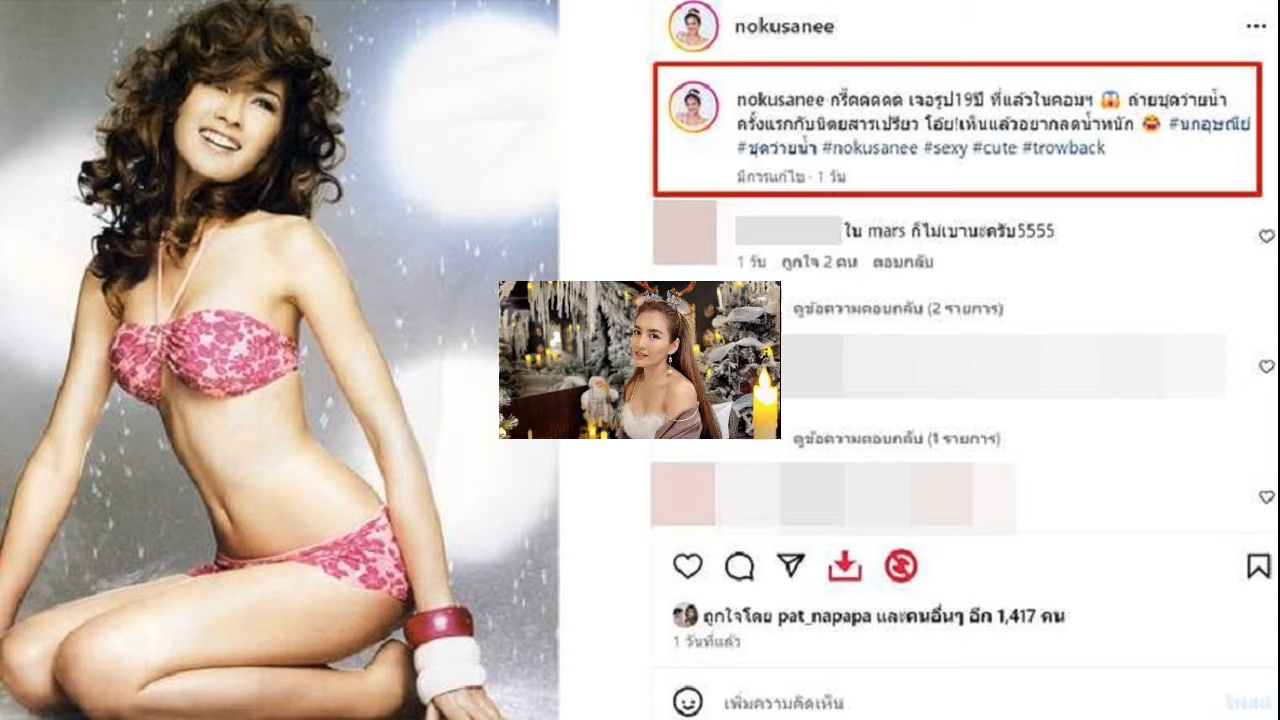 nokusanee
nokusanee กรี๊ดดดดด เจอรูป19ปี ที่แล้วในคอมฯ 😱 ถ่ายชุดว่ายน้ำ
ครั้งแรกกับนิตยสารเปรียว โอ๊ย!เห็นแล้วอยากลดน้ำหนัก 😂 #นกอุษณีย์
#ชุดว่ายน้ำ #nokusanee #sexy #cute #trowback
มีการแก้ไข · 1 วัน
ใน mars ก็ไม่เบานะครับ5555
1 วัน ถูกใจ 2 คน ตอบกลับ
ดูข้อความตอบกลับ (2 รายการ)
ดูข้อความตอบกลับ (1 รายการ)
ถูกใจโดย pat_napapa และคนอื่นๆ อีก 1,417 คน
1 วันที่แล้ว
เพิ่มความคิดเห็น
โพสต์